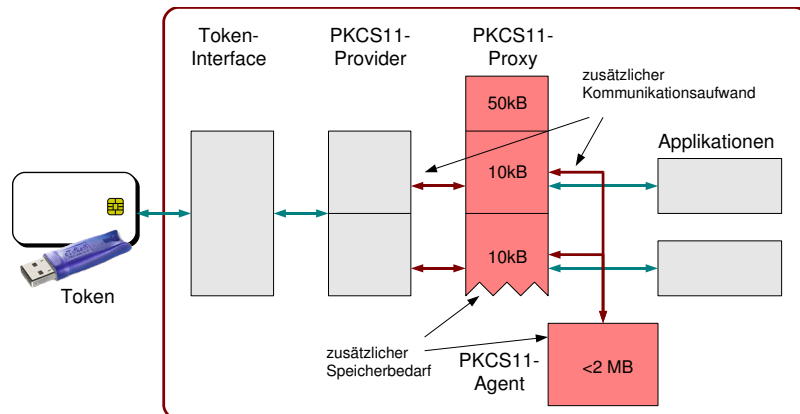 Token-
Interface
PKCS11-
Provider
PKCS11-
Proxy
zusätzlicher
Kommunikationsaufwand
50kB
Applikationen
10kB
10kB
Token
zusätzlicher
Speicherbedarf
PKCS11-
Agent
<2 MB